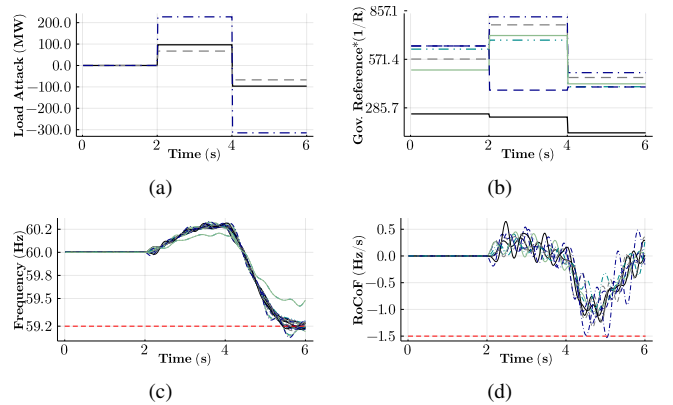 Load Attack (MW)
200.0
100.0
0.0
−100.0
−200.0
−300.0
0 2 4 6
Time (s)
(a)
Gov. Reference*(1/R)
857.1
571.4
285.7
0 2 4 6
Time (s)
(b)
Frequency (Hz)
60.2
60.0
59.8
59.5
59.2
0 2 4 6
Time (s)
(c)
RoCoF (Hz/s)
0.5
0.0
−0.5
−1.0
−1.5
0 2 4 6
Time (s)
(d)